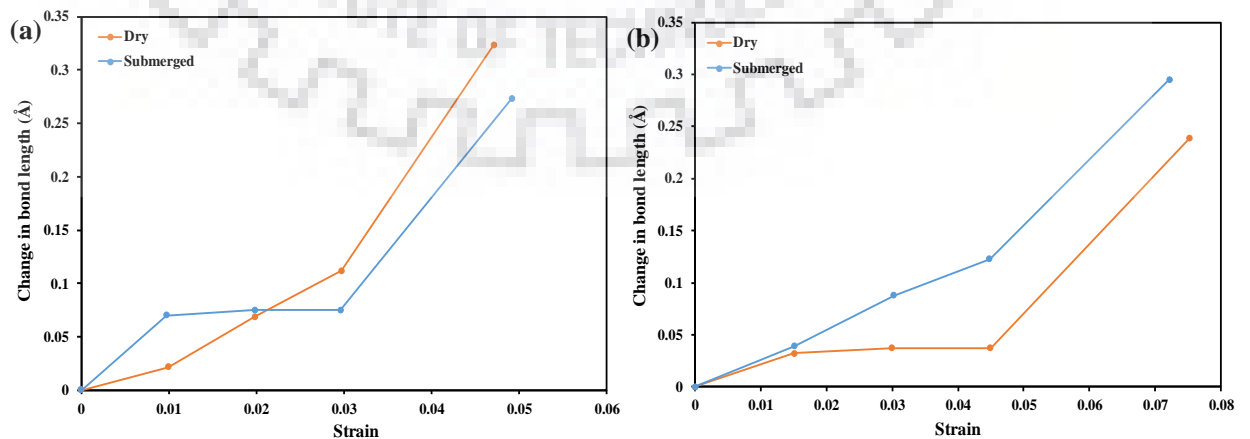 (a)
Dry
Submerged
Change in bond length (Å)
0.35
0.3
0.25
0.2
0.15
0.1
0.05
0
0 0.01 0.02 0.03 0.04 0.05 0.06
Strain
(b)
Dry
Submerged
Change in bond length (Å)
0.35
0.3
0.25
0.2
0.15
0.1
0.05
0
0 0.01 0.02 0.03 0.04 0.05 0.06 0.07 0.08
Strain